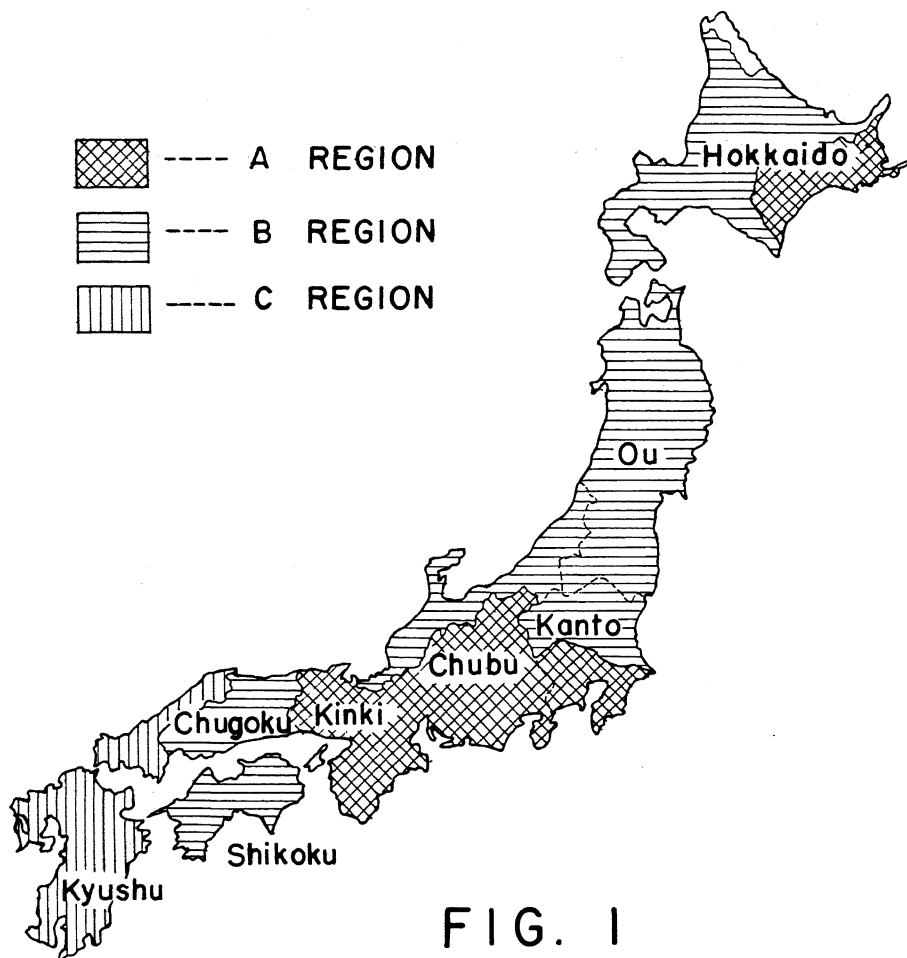 A REGION
B REGION
C REGION
Hokkaido
Ou
Kanto
Chubu
Kinki
Chugoku
Shikoku
Kyushu
FIG. 1